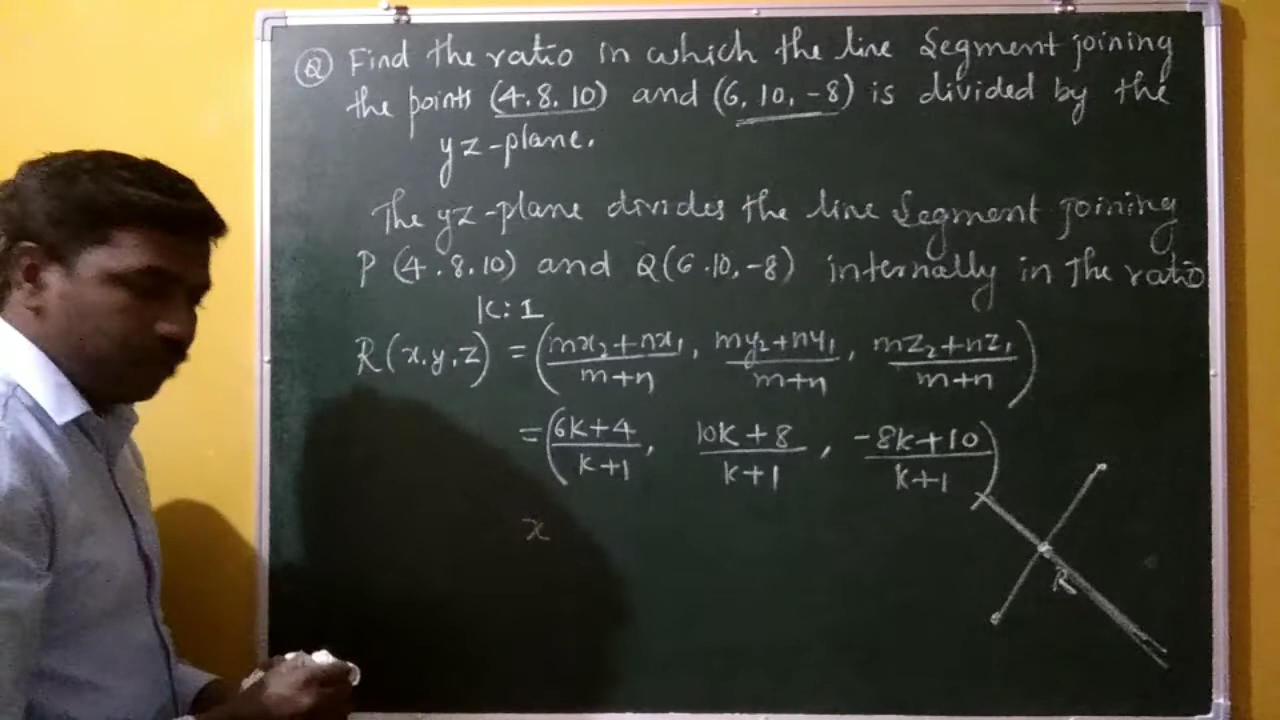 Q Find the ratio in which the line Segment joining
the points (4.8.10) and (6,10,-8) is divided by the
yz-plane.
The yz-plane divides the line Segment joining
P (4.8.10) and Q(6.10,-8) internally in The ratio
k:1
R(x.y,z) = (mx₂+nx₁/m+n, my₂+ny₁/m+n, mz₂+nz₁/m+n)
= (6k+4/k+1, 10k+8/k+1, -8k+10/k+1)
x
R